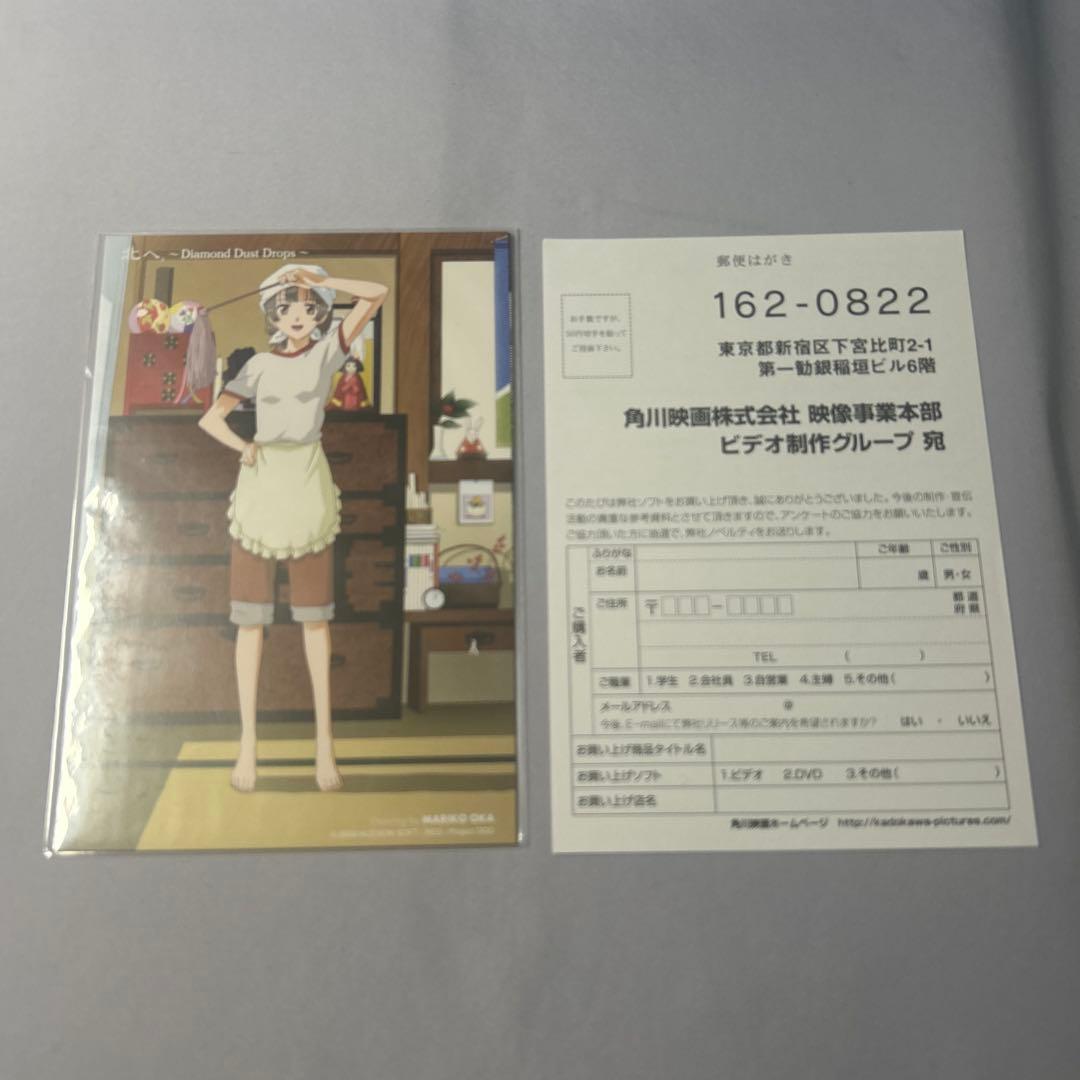 北へ。~Diamond Dust Drops~
Drawing by MARIKO OKA
郵便はがき
162-0822
お手数ですが、
50円切手を貼って
ご投函下さい。
東京都新宿区下宮比町2-1
第一勧銀稲垣ビル6階
角川映画株式会社 映像事業本部
ビデオ制作グループ 宛
このたびは弊社ソフトをお買い上げ頂き、誠にありがとうございました。今後の制作・宣伝
活動の貴重な参考資料とさせて頂きますので、アンケートのご協力をお願いいたします。
ご協力頂いた方に抽選で、弊社ノベルティをお送りします。
ご購入者
ふりがな
お名前
ご年齢
歳
ご性別
男・女
ご住所
〒 -
都道
府県
TEL ( )
ご職業 1.学生 2.会社員 3.自営業 4.主婦 5.その他( )
メールアドレス @
今後、E-mailにて弊社リリース等のご案内を希望されますか? はい ・ いいえ
お買い上げ商品タイトル名
お買い上げソフト 1.ビデオ 2.DVD 3.その他( )
お買い上げ店名
角川映画ホームページ http://kadokawa-pictures.com/